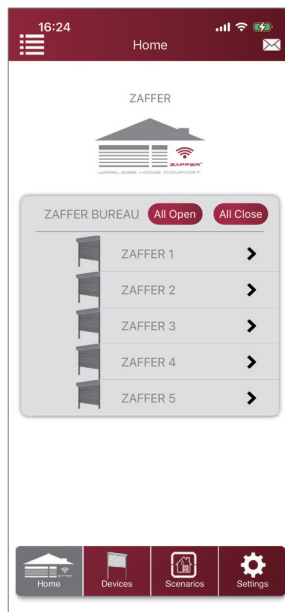 16:24
Home
ZAFFER
ZAFFER
WIRELESS HOME COMFORT
ZAFFER BUREAU All Open All Close
ZAFFER 1
ZAFFER 2
ZAFFER 3
ZAFFER 4
ZAFFER 5
Home Devices Scenarios Settings